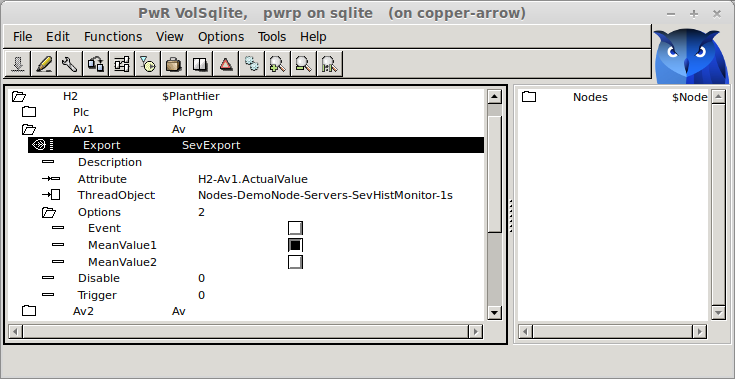 PwR VolSqlite, pwrp on sqlite (on copper-arrow)
File Edit Functions View Options Tools Help
H2 $PlantHier
Plc PlcPgm
Av1 Av
Export SevExport
Description
Attribute H2-Av1.ActualValue
ThreadObject Nodes-DemoNode-Servers-SevHistMonitor-1s
Options 2
Event
MeanValue1
MeanValue2
Disable 0
Trigger 0
Av2 Av
Nodes $Node